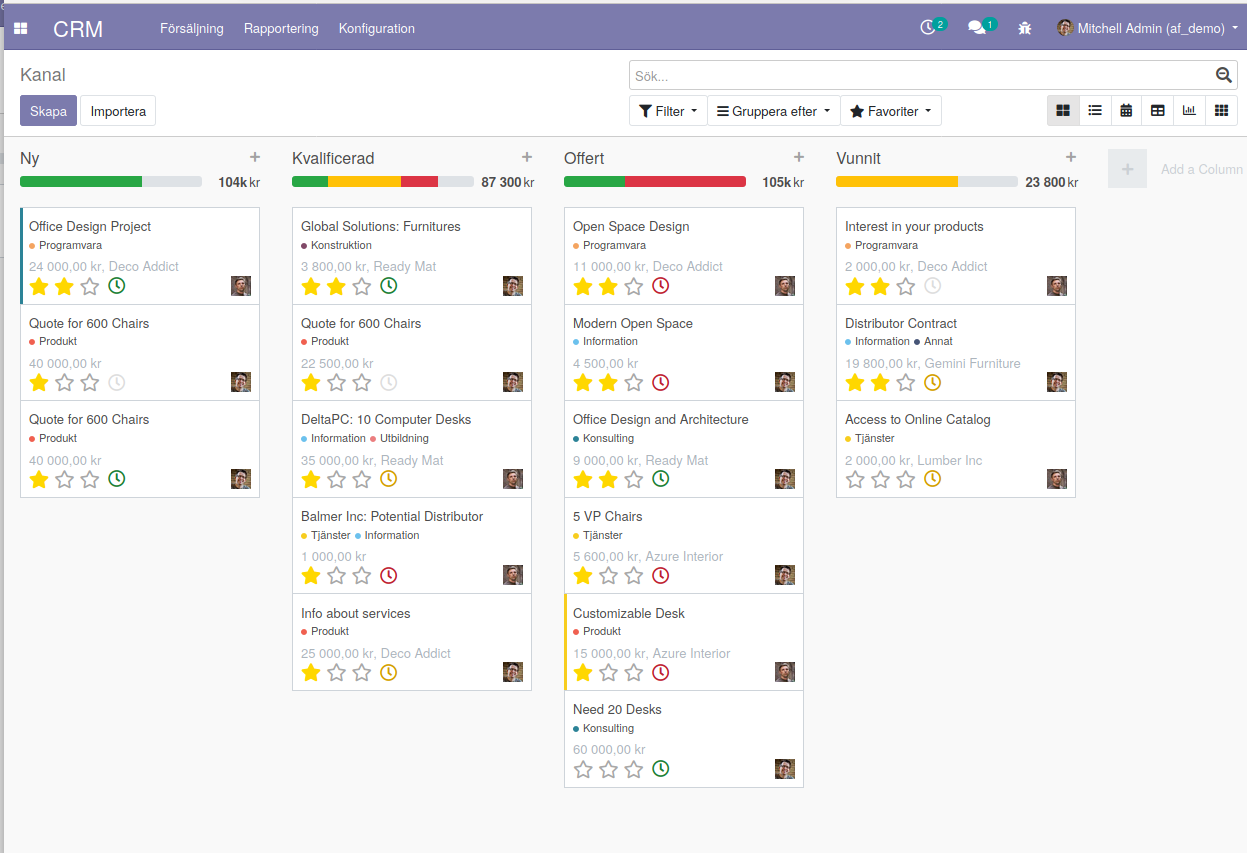 CRM Försäljning Rapportering Konfiguration 2 1 Mitchell Admin (af_demo)
Kanal
Sök...
Skapa Importera Filter Gruppera efter Favoriter
Ny +
104k kr
Office Design Project
Programvara
24 000,00 kr, Deco Addict
Quote for 600 Chairs
Produkt
40 000,00 kr
Quote for 600 Chairs
Produkt
40 000,00 kr
Kvalificerad +
87 300 kr
Global Solutions: Furnitures
Konstruktion
3 800,00 kr, Ready Mat
Quote for 600 Chairs
Produkt
22 500,00 kr
DeltaPC: 10 Computer Desks
Information Utbildning
35 000,00 kr, Ready Mat
Balmer Inc: Potential Distributor
Tjänster Information
1 000,00 kr
Info about services
Produkt
25 000,00 kr, Deco Addict
Offert +
105k kr
Open Space Design
Programvara
11 000,00 kr, Deco Addict
Modern Open Space
Information
4 500,00 kr
Office Design and Architecture
Konsulting
9 000,00 kr, Ready Mat
5 VP Chairs
Tjänster
5 600,00 kr, Azure Interior
Customizable Desk
Produkt
15 000,00 kr, Azure Interior
Need 20 Desks
Konsulting
60 000,00 kr
Vunnit +
23 800 kr
Interest in your products
Programvara
2 000,00 kr, Deco Addict
Distributor Contract
Information Annat
19 800,00 kr, Gemini Furniture
Access to Online Catalog
Tjänster
2 000,00 kr, Lumber Inc
+ Add a Column